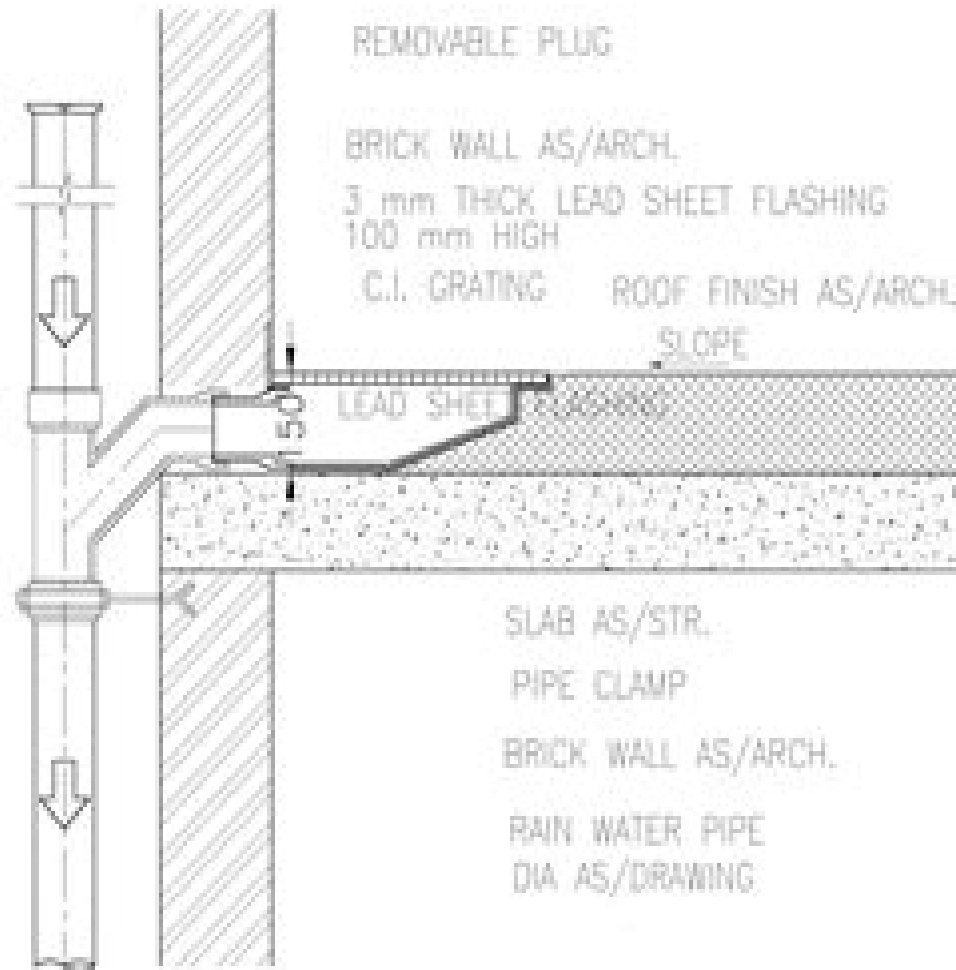 REMOVABLE PLUG
BRICK WALL AS/ARCH.
3 mm THICK LEAD SHEET FLASHING
100 mm HIGH
C.I. GRATING
ROOF FINISH AS/ARCH.
SLOPE
LEAD SHEET FLASHING
150
SLAB AS/STR.
PIPE CLAMP
BRICK WALL AS/ARCH.
RAIN WATER PIPE
DIA AS/DRAWING